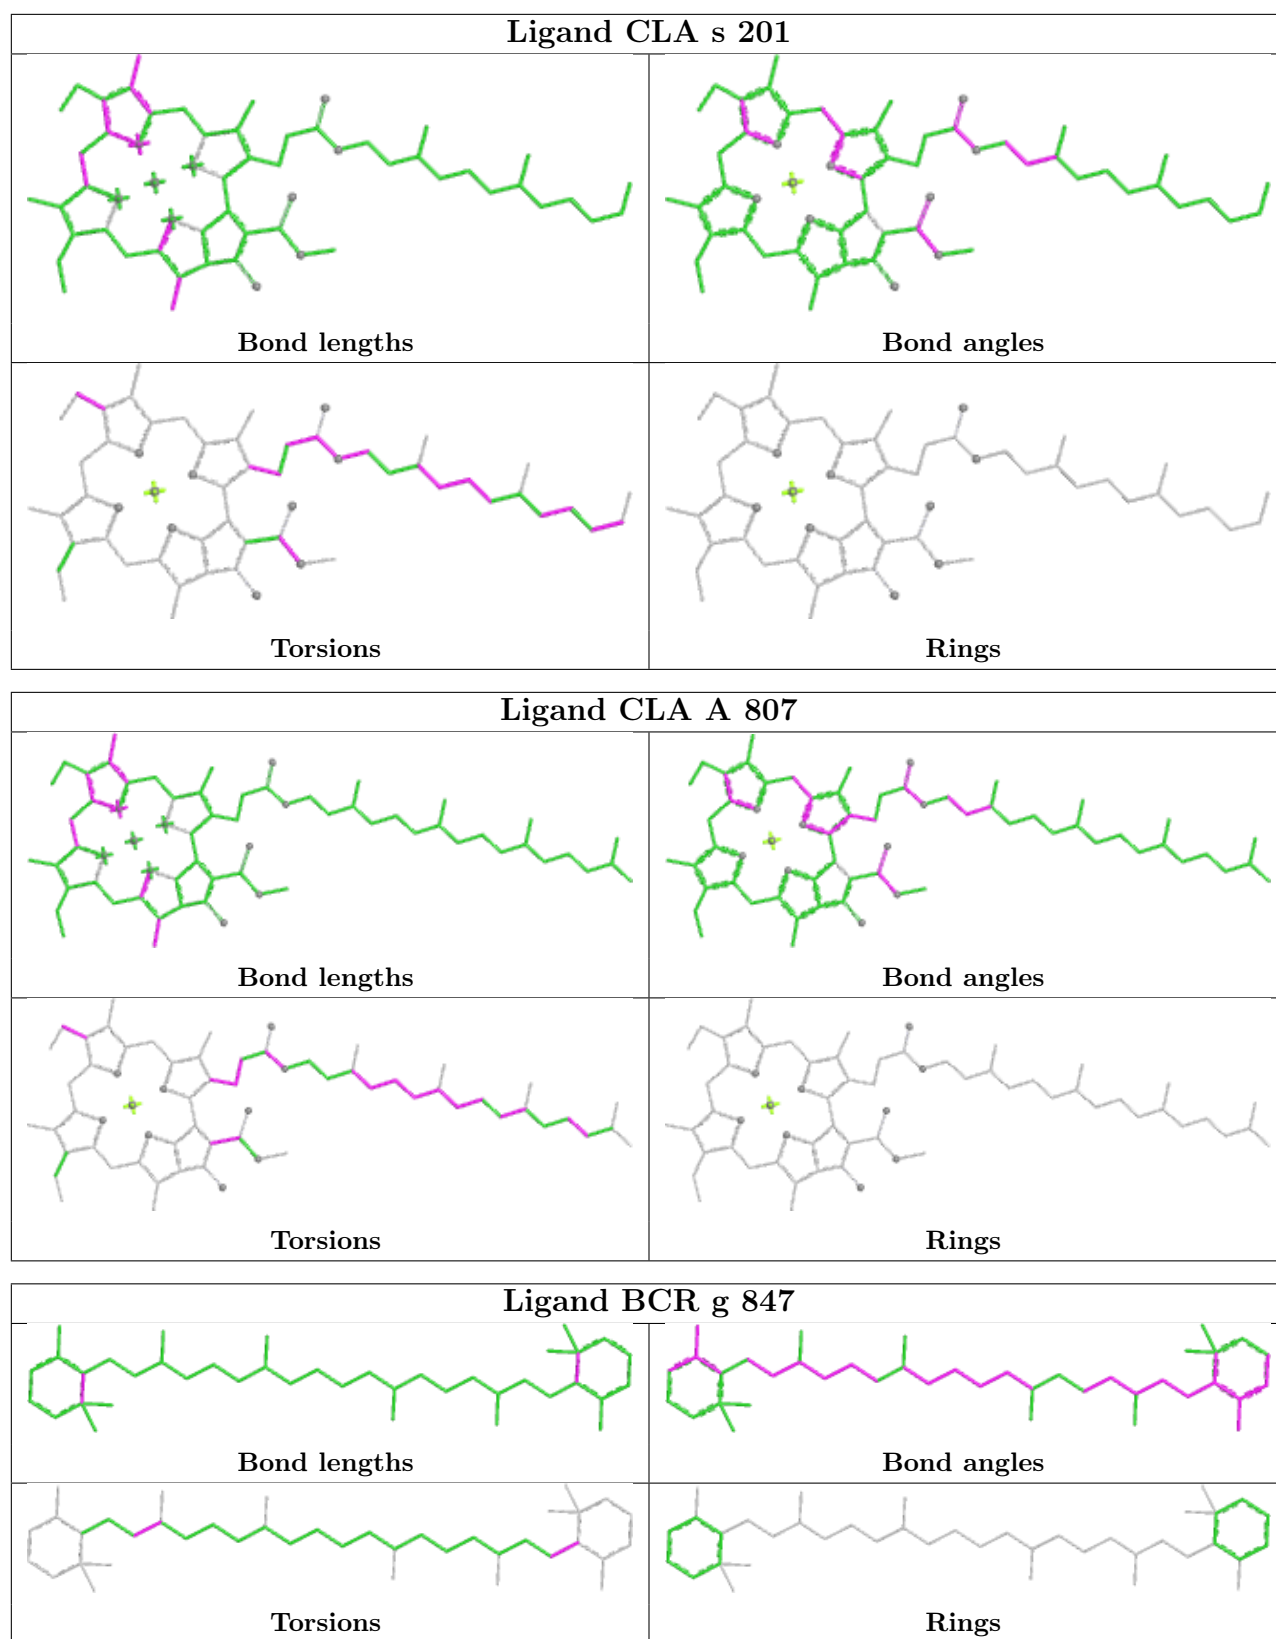 Ligand CLA s 201
Bond lengths
Bond angles
Torsions
Rings
Ligand CLA A 807
Bond lengths
Bond angles
Torsions
Rings
Ligand BCR g 847
Bond lengths
Bond angles
Torsions
Rings